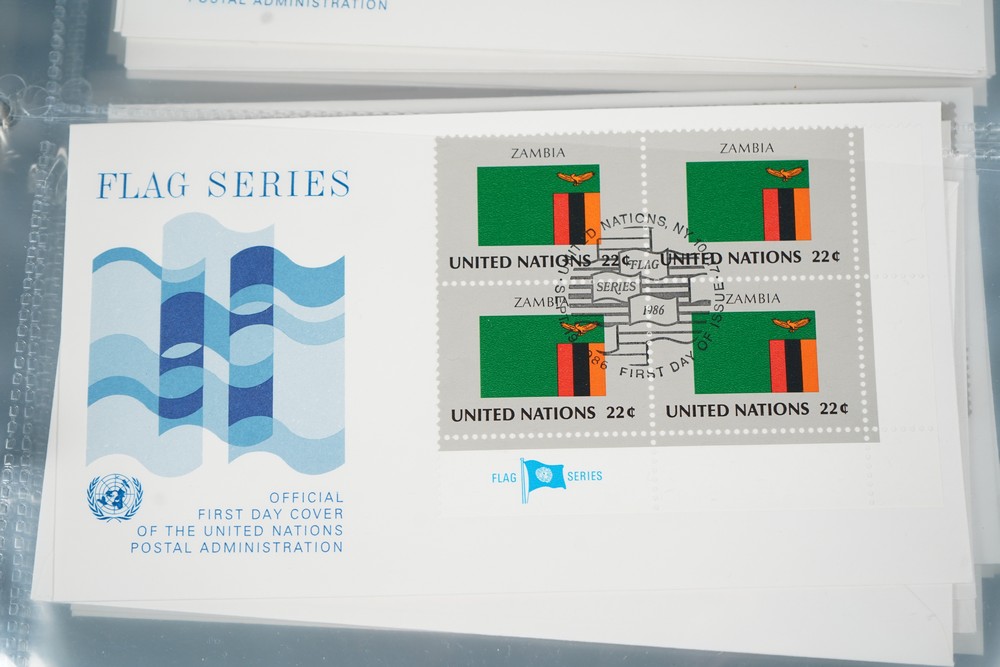 POSTAL ADMINISTRATION
FLAG SERIES
OFFICIAL
FIRST DAY COVER
OF THE UNITED NATIONS
POSTAL ADMINISTRATION
ZAMBIA
UNITED NATIONS 22¢
ZAMBIA
UNITED NATIONS 22¢
ZAMBIA
UNITED NATIONS 22¢
ZAMBIA
UNITED NATIONS 22¢
UNITED NATIONS, NY
FIRST DAY OF ISSUE
FLAG
SERIES
1986
FLAG SERIES